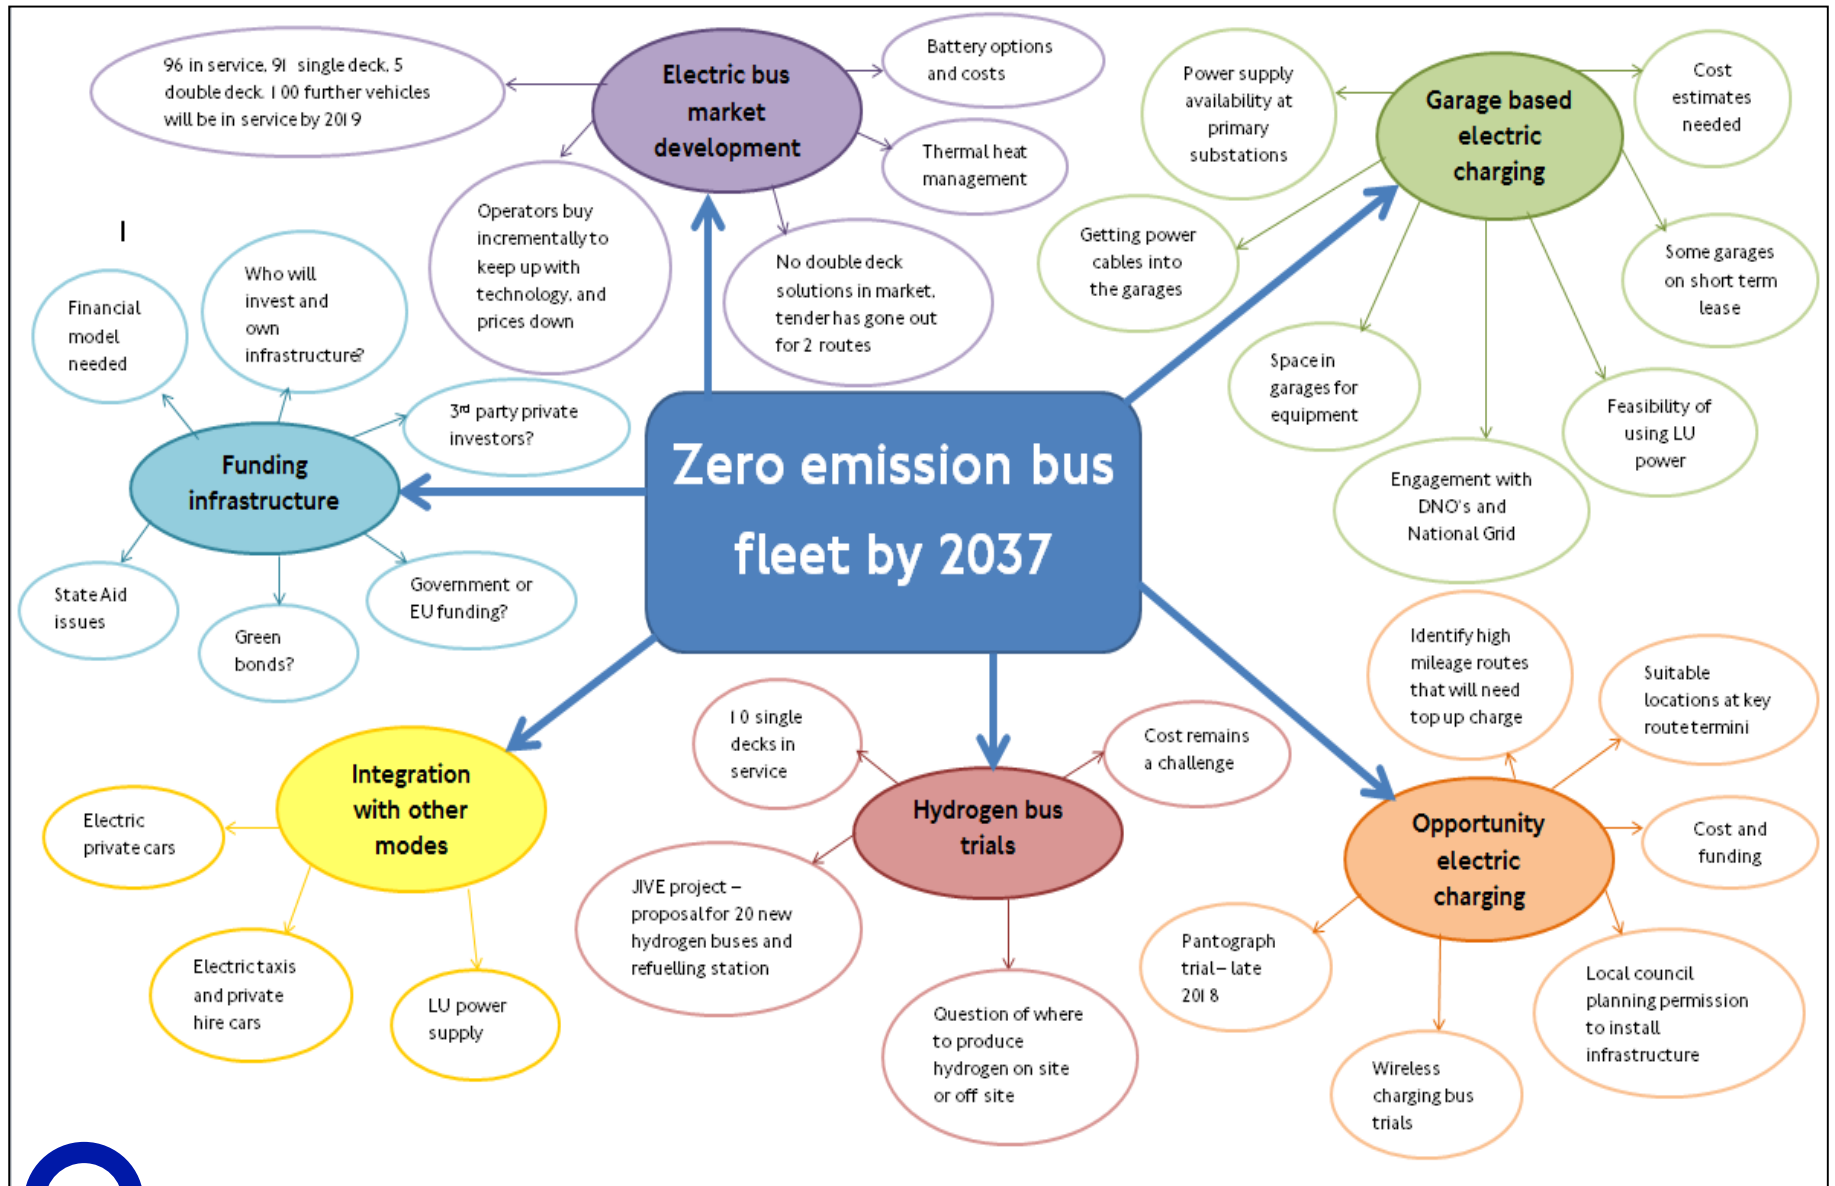 96 in service, 91 single deck, 5
double deck. 100 further vehicles
will be in service by 2019
Electric bus
market
development
Battery options
and costs
Thermal heat
management
Operators buy
incrementally to
keep up with
technology, and
prices down
No double deck
solutions in market,
tender has gone out
for 2 routes
Garage based
electric
charging
Power supply
availability at
primary
substations
Cost
estimates
needed
Getting power
cables into
the garages
Some garages
on short term
lease
Space in
garages for
equipment
Feasibility of
using LU
power
Engagement with
DNO's and
National Grid
I
Financial
model
needed
Who will
invest and
own
infrastructure?
3rd party private
investors?
Funding
infrastructure
State Aid
issues
Green
bonds?
Government or
EU funding?
Zero emission bus
fleet by 2037
Integration
with other
modes
Electric
private cars
Electric taxis
and private
hire cars
LU power
supply
10 single
decks in
service
Cost remains
a challenge
Hydrogen bus
trials
JIVE project –
proposal for 20 new
hydrogen buses and
refuelling station
Question of where
to produce
hydrogen on site
or off site
Identify high
mileage routes
that will need
top up charge
Suitable
locations at key
route termini
Opportunity
electric
charging
Cost and
funding
Pantograph
trial – late
2018
Wireless
charging bus
trials
Local council
planning permission
to install
infrastructure